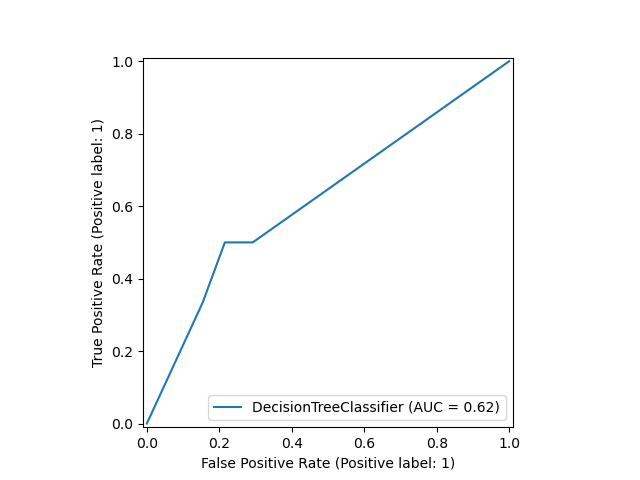 1.0
0.8
0.6
0.4
0.2
0.0
True Positive Rate (Positive label: 1)
DecisionTreeClassifier (AUC = 0.62)
0.0 0.2 0.4 0.6 0.8 1.0
False Positive Rate (Positive label: 1)